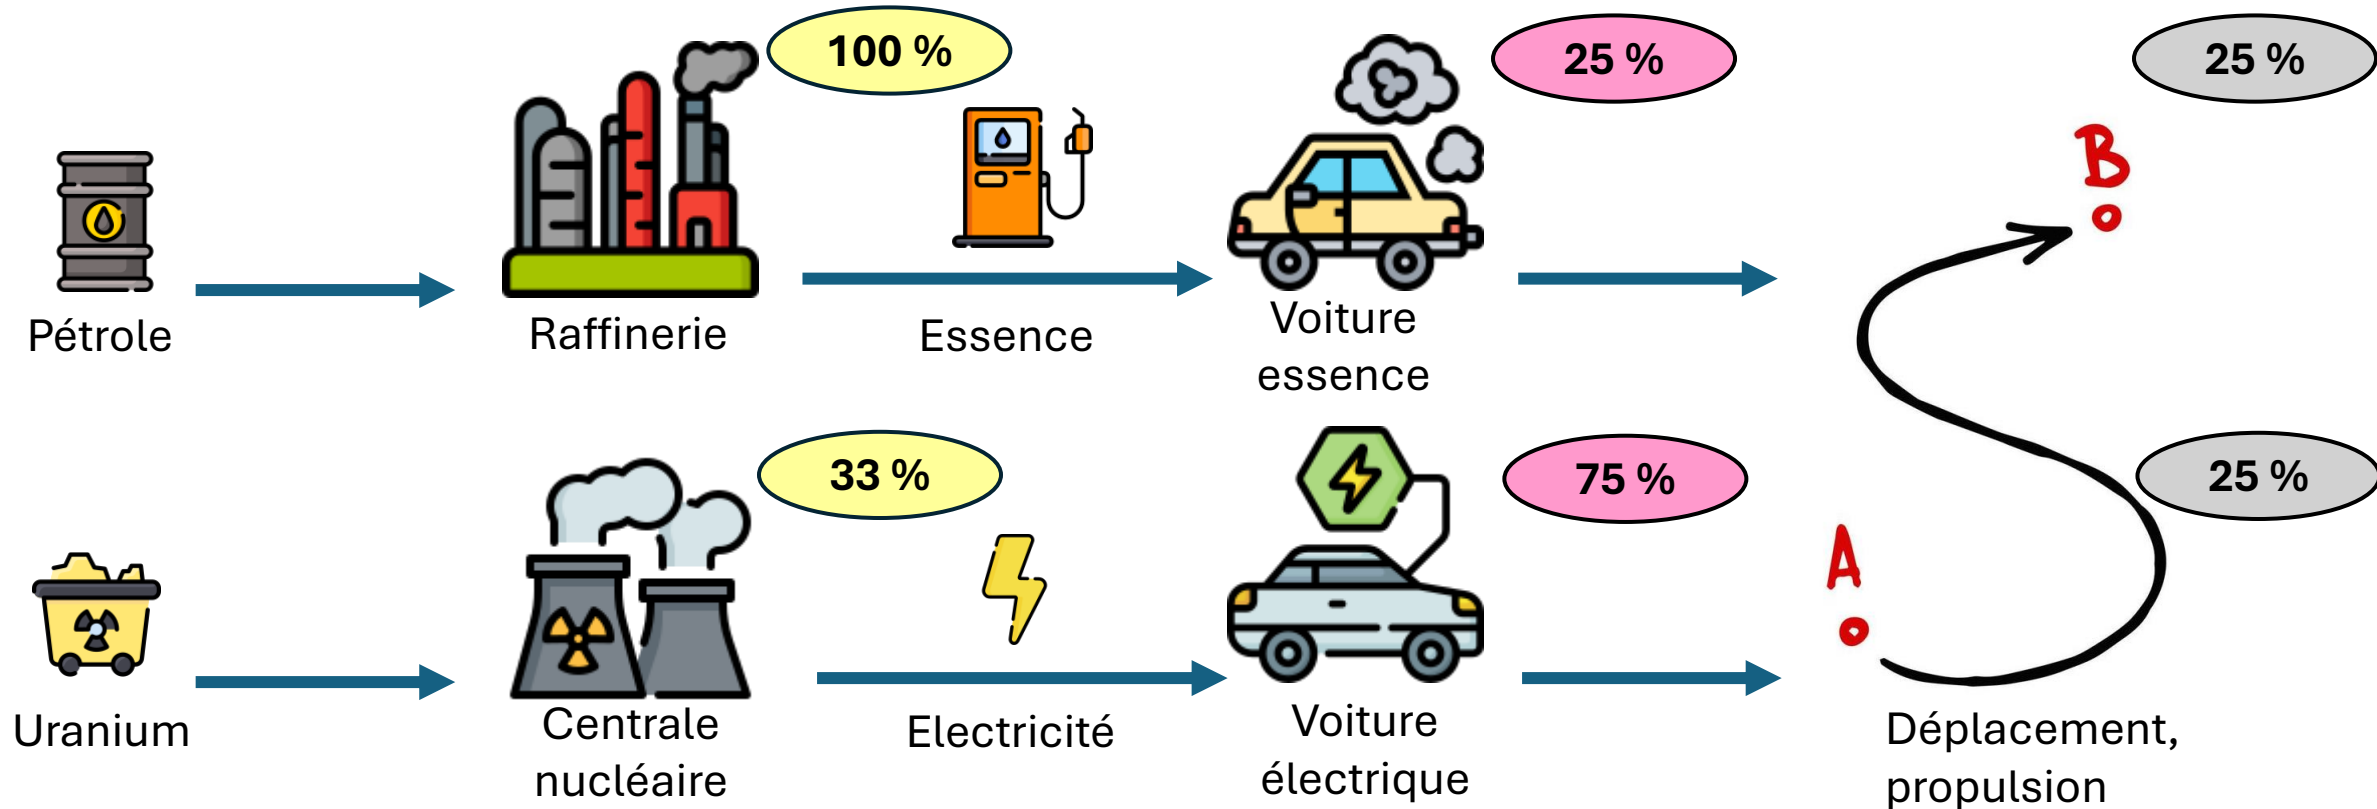 100 %
25 %
25 %
B
Pétrole
Raffinerie
Essence
Voiture
essence
33 %
75 %
25 %
A
Uranium
Centrale
nucléaire
Electricité
Voiture
électrique
Déplacement,
propulsion